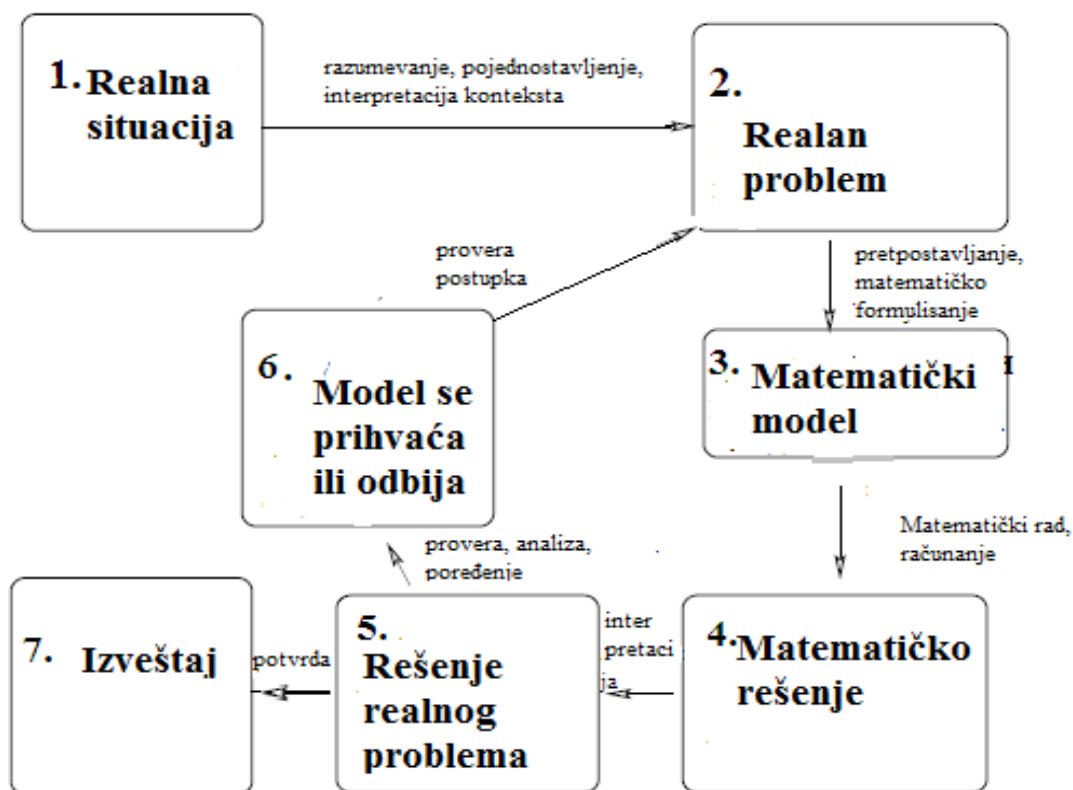 1. Realna
situacija
razumevanje, pojednostavljenje,
interpretacija konteksta
2.
Realan
problem
provera
postupka
pretpostavljanje,
matematičko
formylisanje
6.
Model se
prihvaća
ili odbija
3. Matematički
model
Matematički rad,
računanje
provera, analiza,
poređenje
7. Izveštaj
potvrda
5.
Rešenje
realnog
problema
inter
pretaci
ja
4. Matematičko
rešenje